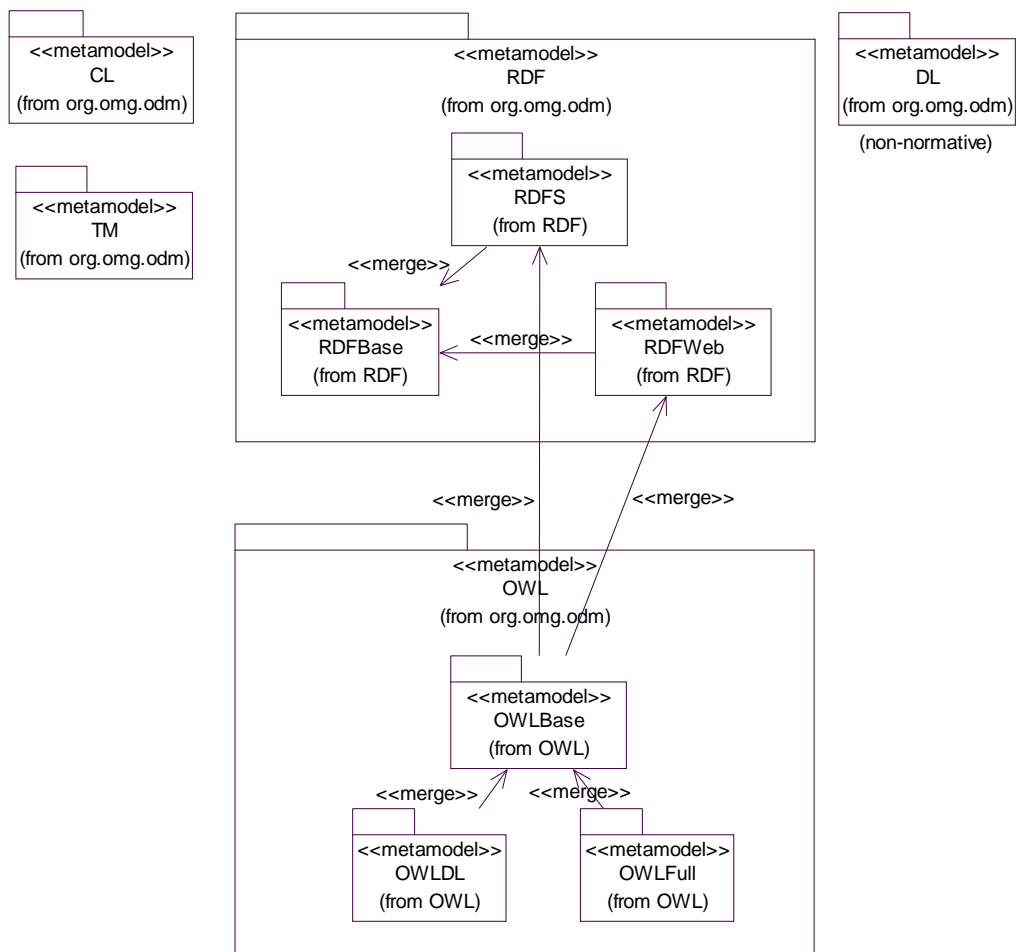 <<metamodel>>
CL
(from org.omg.odm)
<<metamodel>>
RDF
(from org.omg.odm)
<<metamodel>>
DL
(from org.omg.odm)
(non-normative)
<<metamodel>>
TM
(from org.omg.odm)
<<metamodel>>
RDFS
(from RDF)
<<merge>>
<<metamodel>>
RDFBase
(from RDF)
<<merge>>
<<metamodel>>
RDFWeb
(from RDF)
<<merge>>
<<merge>>
<<metamodel>>
OWL
(from org.omg.odm)
<<metamodel>>
OWLBase
(from OWL)
<<merge>>
<<merge>>
<<metamodel>>
OWLDL
(from OWL)
<<metamodel>>
OWLFull
(from OWL)